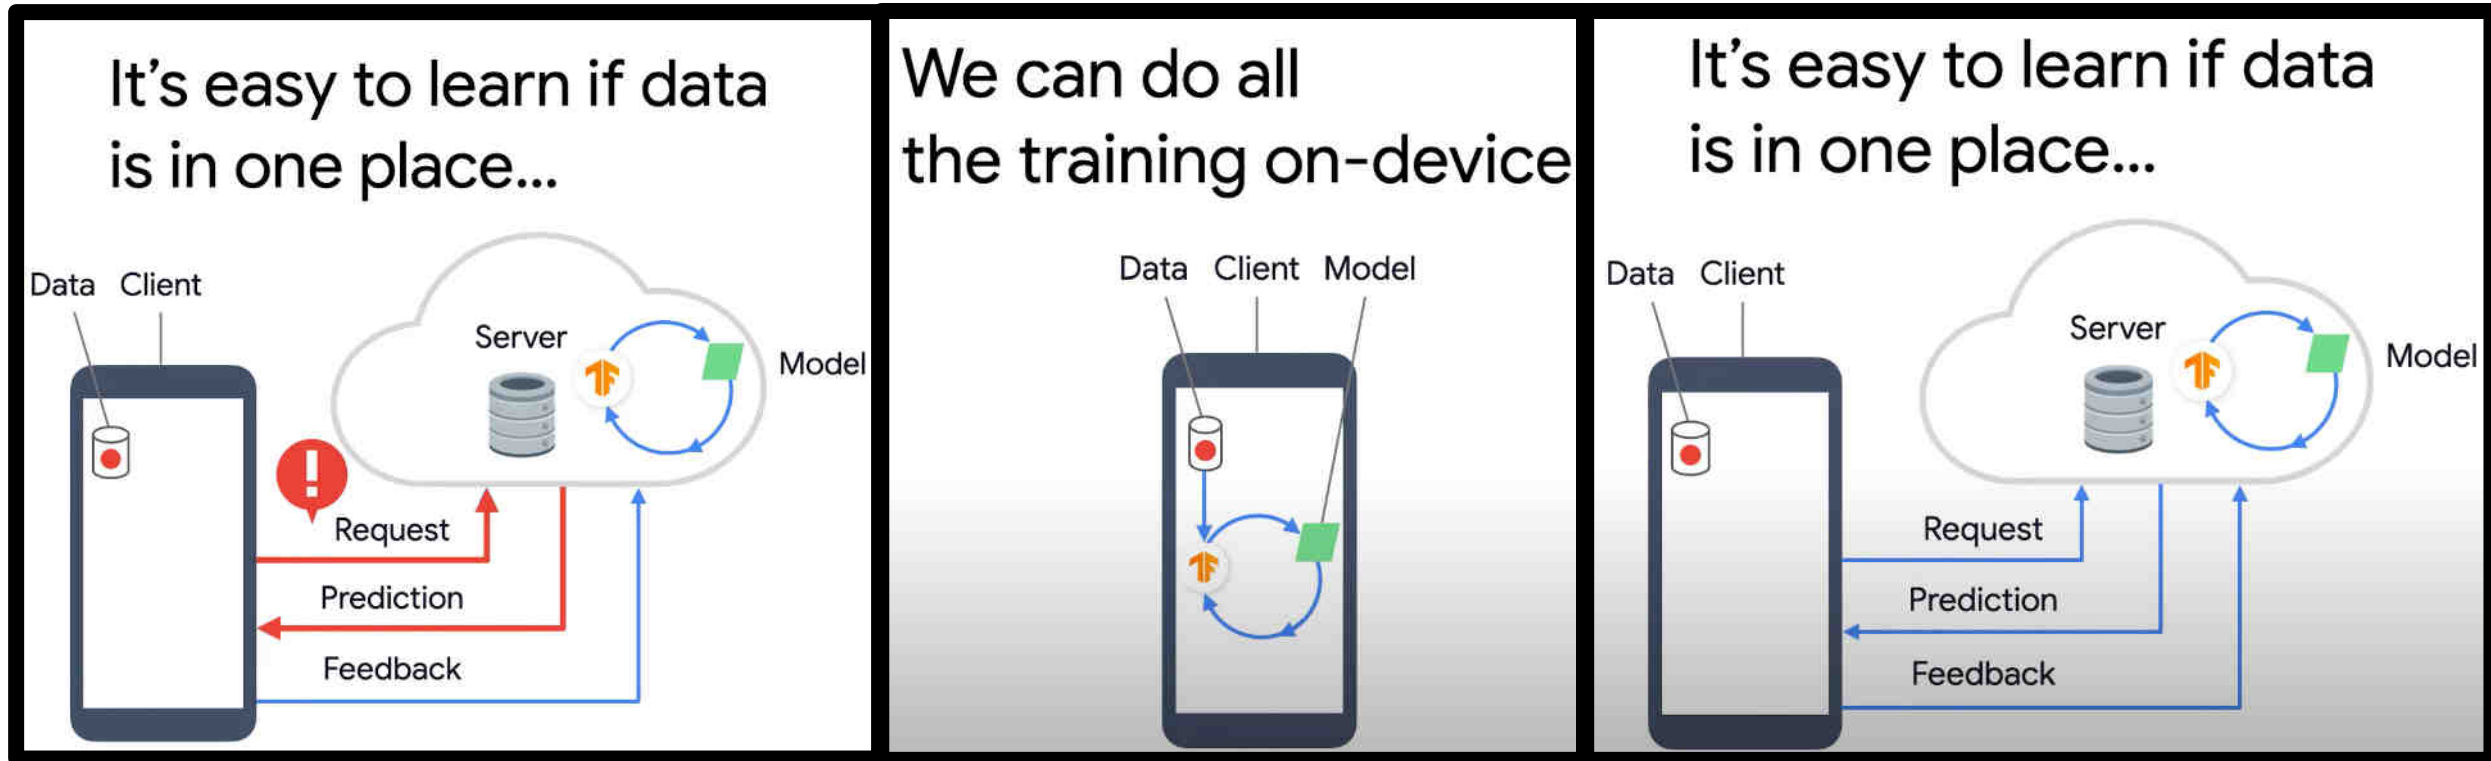 It's easy to learn if data
is in one place...
Data Client
Server
Model
!
Request
Prediction
Feedback
We can do all
the training on-device
Data Client Model
It's easy to learn if data
is in one place...
Data Client
Server
Model
Request
Prediction
Feedback